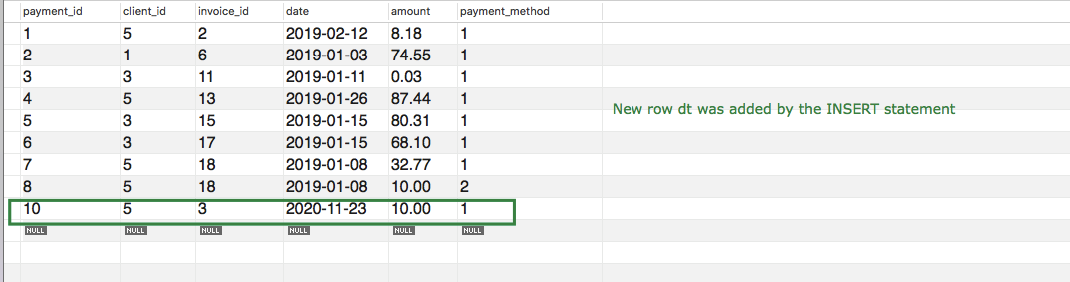 payment_id client_id invoice_id date amount payment_method
1 5 2 2019-02-12 8.18 1
2 1 6 2019-01-03 74.55 1
3 3 11 2019-01-11 0.03 1
4 5 13 2019-01-26 87.44 1
New row dt was added by the INSERT statement
5 3 15 2019-01-15 80.31 1
6 3 17 2019-01-15 68.10 1
7 5 18 2019-01-08 32.77 1
8 5 18 2019-01-08 10.00 2
10 5 3 2020-11-23 10.00 1
NULL NULL NULL NULL NULL NULL